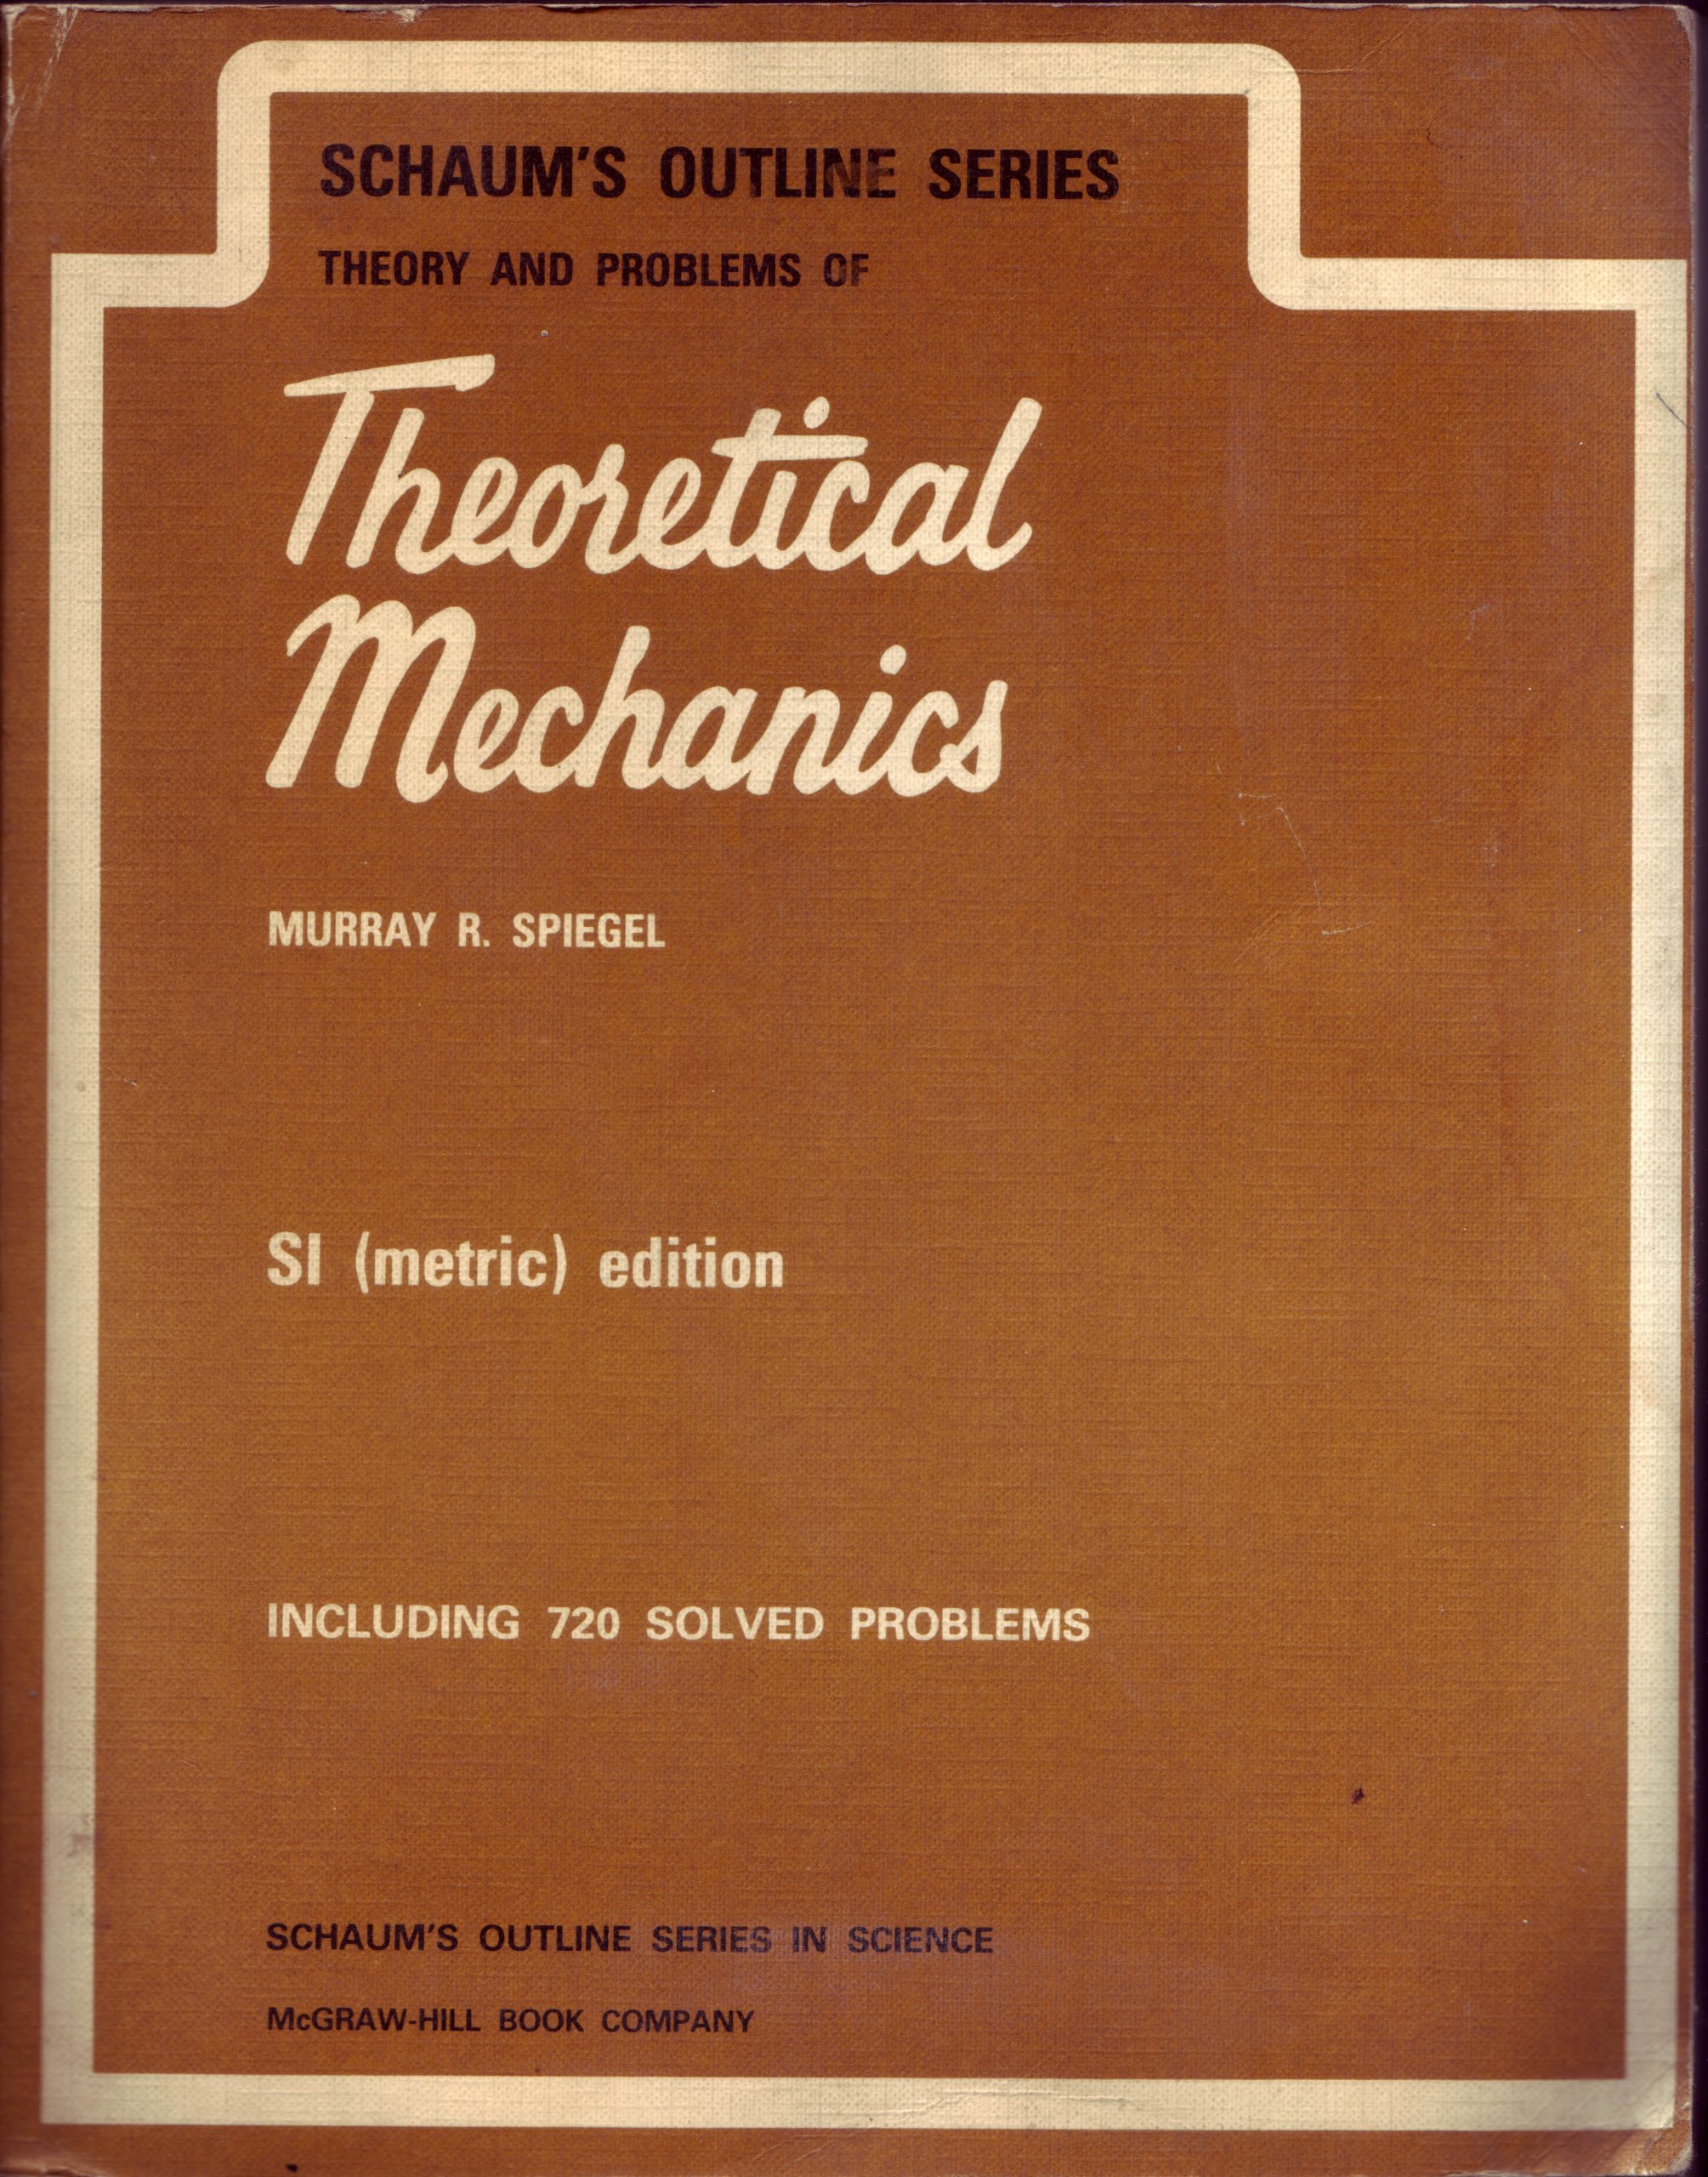 SCHAUM'S OUTLINE SERIES
THEORY AND PROBLEMS OF
Theoretical
Mechanics
MURRAY R. SPIEGEL
SI (metric) edition
INCLUDING 720 SOLVED PROBLEMS
SCHAUM'S OUTLINE SERIES IN SCIENCE
McGRAW-HILL BOOK COMPANY